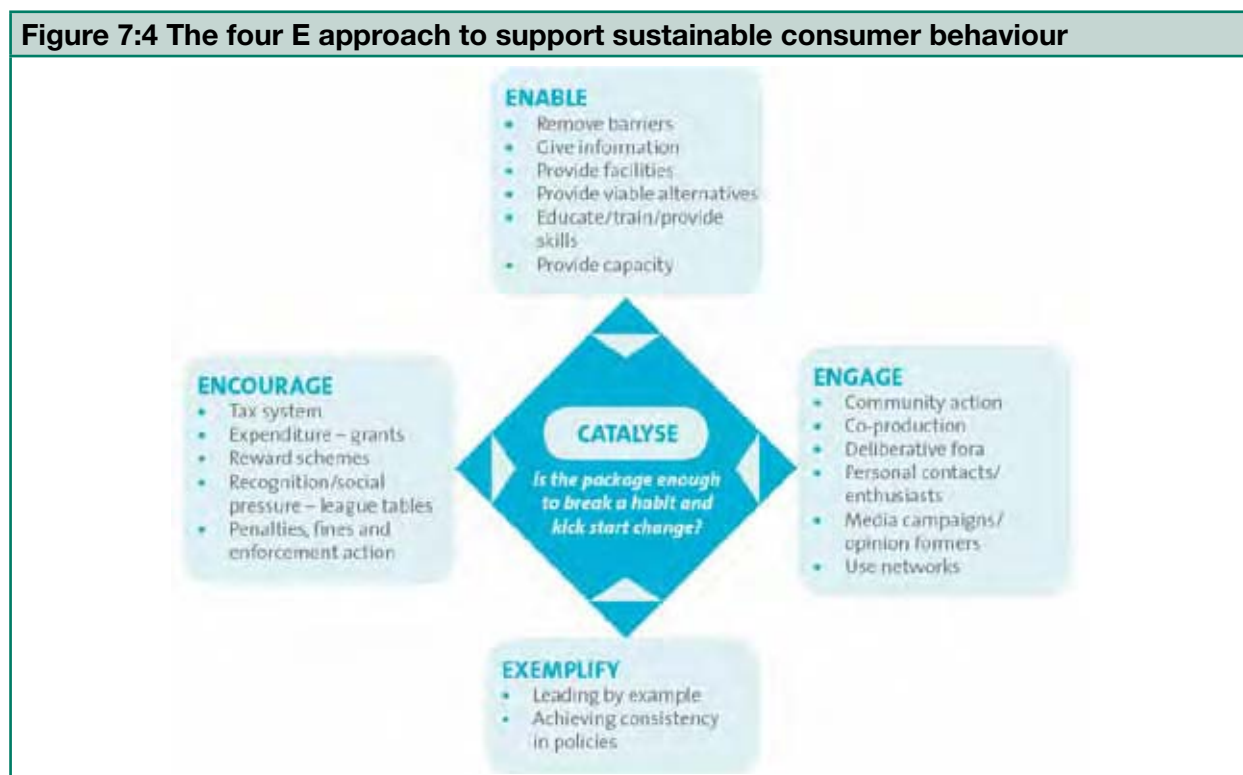 Figure 7:4 The four E approach to support sustainable consumer behaviour
ENABLE
• Remove barriers
• Give information
• Provide facilities
• Provide viable alternatives
• Educate/train/provide
skills
• Provide capacity
ENCOURAGE
• Tax system
• Expenditure – grants
• Reward schemes
• Recognition/social
pressure – league tables
• Penalties, fines and
enforcement action
CATALYSE
Is the package enough
to break a habit and
kick start change?
ENGAGE
• Community action
• Co-production
• Deliberative fora
• Personal contacts/
enthusiasts
• Media campaigns/
opinion formers
• Use networks
EXEMPLIFY
• Leading by example
• Achieving consistency
in policies